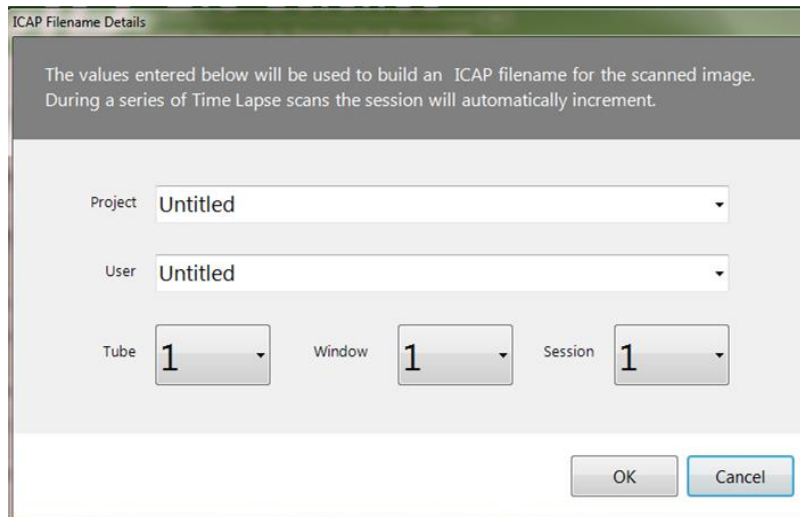 ICAP Filename Details
The values entered below will be used to build an ICAP filename for the scanned image.
During a series of Time Lapse scans the session will automatically increment.
Project Untitled
User Untitled
Tube 1 Window 1 Session 1
OK Cancel